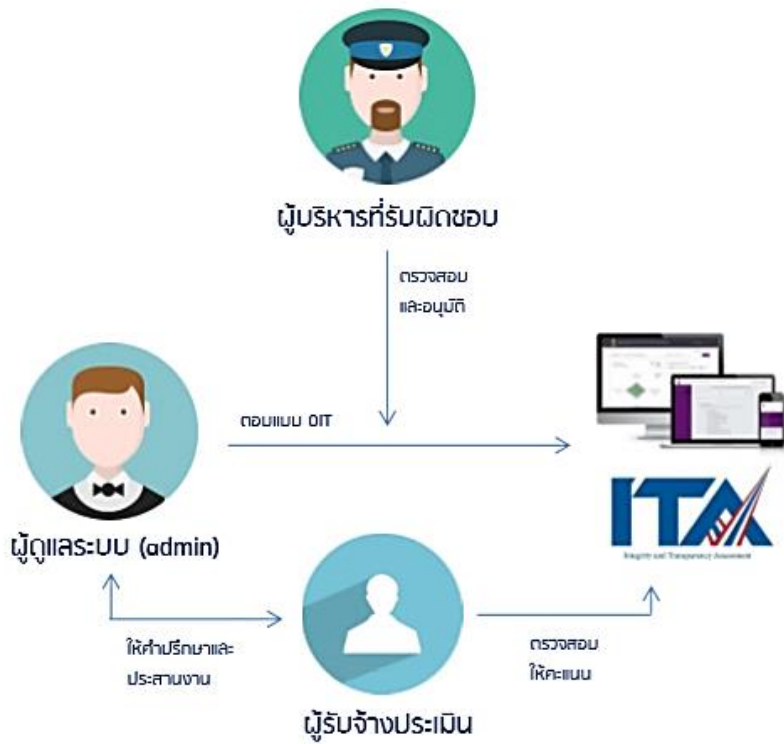 ผู้บริหารที่รับผิดชอบ
ตรวจสอบ
และอนุมัติ
ตอบแบบ OIT
ผู้ดูแลระบบ (admin)
ITA
Integrity and Transparency Assessment
ให้คำปรึกษาและ
ประสานงาน
ตรวจสอบ
ให้คะแนน
ผู้รับจ้างประเมิน